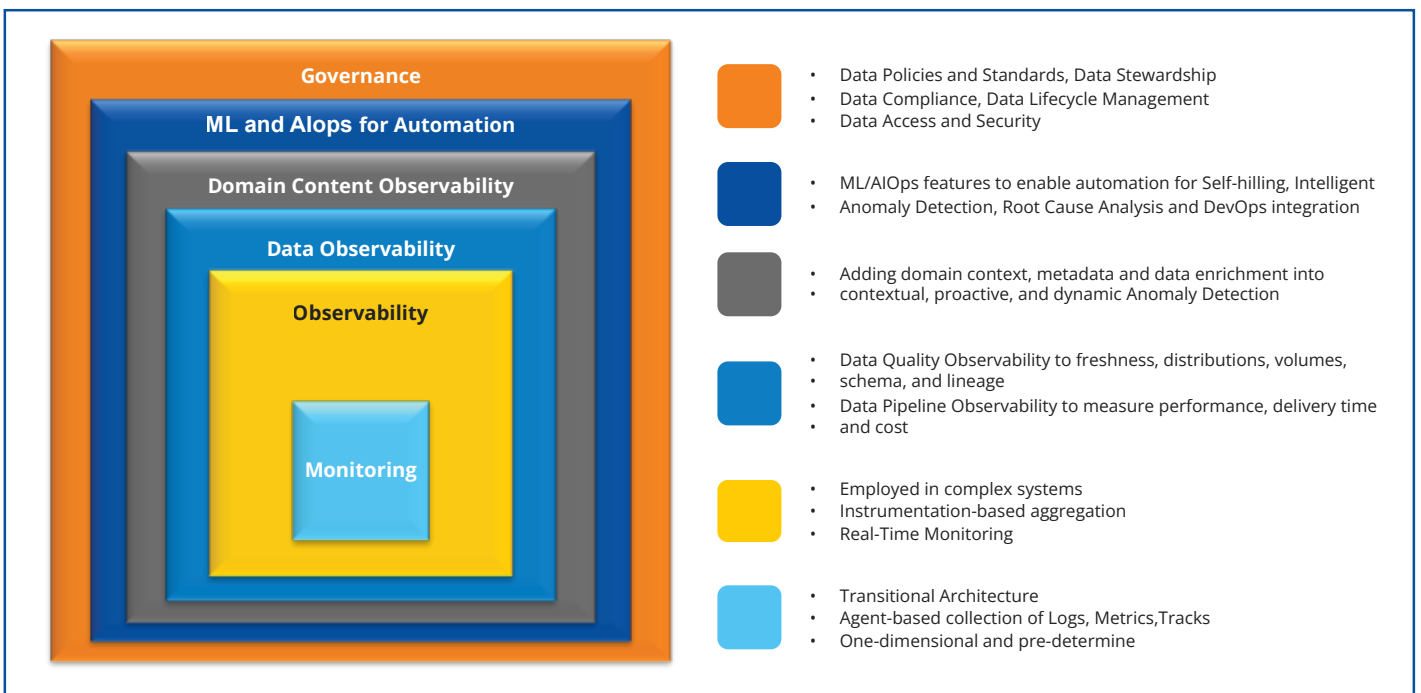 Governance
ML and AIops for Automation
Domain Content Observability
Data Observability
Observability
Monitoring
• Data Policies and Standards, Data Stewardship
• Data Compliance, Data Lifecycle Management
• Data Access and Security
• ML/AIOps features to enable automation for Self-hilling, Intelligent
• Anomaly Detection, Root Cause Analysis and DevOps integration
• Adding domain context, metadata and data enrichment into
• contextual, proactive, and dynamic Anomaly Detection
• Data Quality Observability to freshness, distributions, volumes,
• schema, and lineage
• Data Pipeline Observability to measure performance, delivery time
• and cost
• Employed in complex systems
• Instrumentation-based aggregation
• Real-Time Monitoring
• Transitional Architecture
• Agent-based collection of Logs, Metrics,Tracks
• One-dimensional and pre-determine